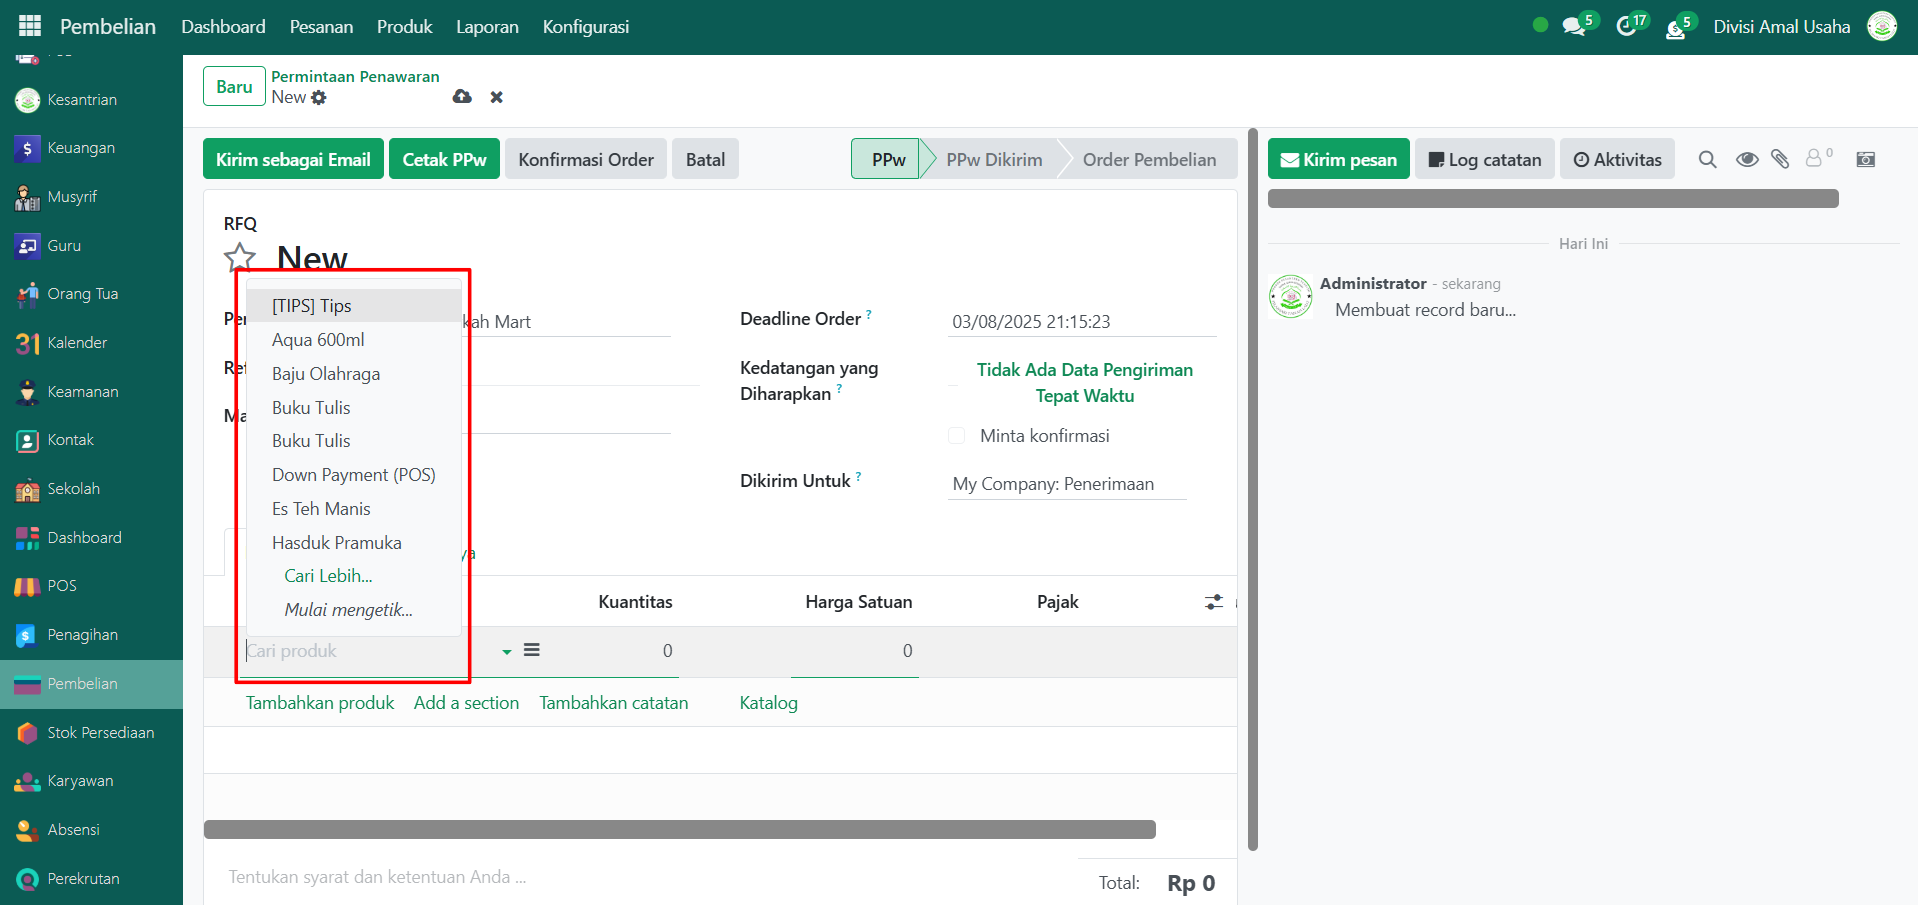 Pembelian
Dashboard
Pesanan
Produk
Laporan
Konfigurasi
5
17
5
Divisi Amal Usaha
Kesantrian
Keuangan
Musyrif
Guru
Orang Tua
31 Kalender
Keamanan
Kontak
Sekolah
Dashboard
POS
Penagihan
Pembelian
Stok Persediaan
Karyawan
Absensi
Perekrutan
Baru
Permintaan Penawaran
New
Kirim sebagai Email
Cetak PPw
Konfirmasi Order
Batal
PPw
PPw Dikirim
Order Pembelian
RFQ
New
kah Mart
[TIPS] Tips
Aqua 600ml
Baju Olahraga
Buku Tulis
Buku Tulis
Down Payment (POS)
Es Teh Manis
Hasduk Pramuka
Cari Lebih...
Mulai mengetik...
Deadline Order ?
03/08/2025 21:15:23
Kedatangan yang
Diharapkan ?
Tidak Ada Data Pengiriman
Tepat Waktu
Minta konfirmasi
Dikirim Untuk ?
My Company: Penerimaan
ya
Kuantitas
Harga Satuan
Pajak
Cari produk
0
0
Tambahkan produk
Add a section
Tambahkan catatan
Katalog
Tentukan syarat dan ketentuan Anda ...
Total: Rp 0
Kirim pesan
Log catatan
Aktivitas
0
Hari Ini
Administrator - sekarang
Membuat record baru...